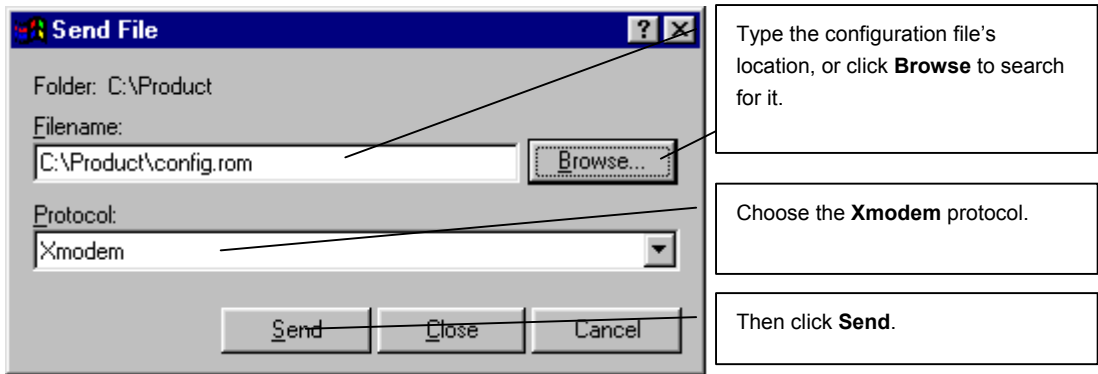 Send File
Folder: C:\Product
Filename:
C:\Product\config.rom
Browse...
Protocol:
Xmodem
Send
Close
Cancel
Type the configuration file’s
location, or click Browse to search
for it.
Choose the Xmodem protocol.
Then click Send.